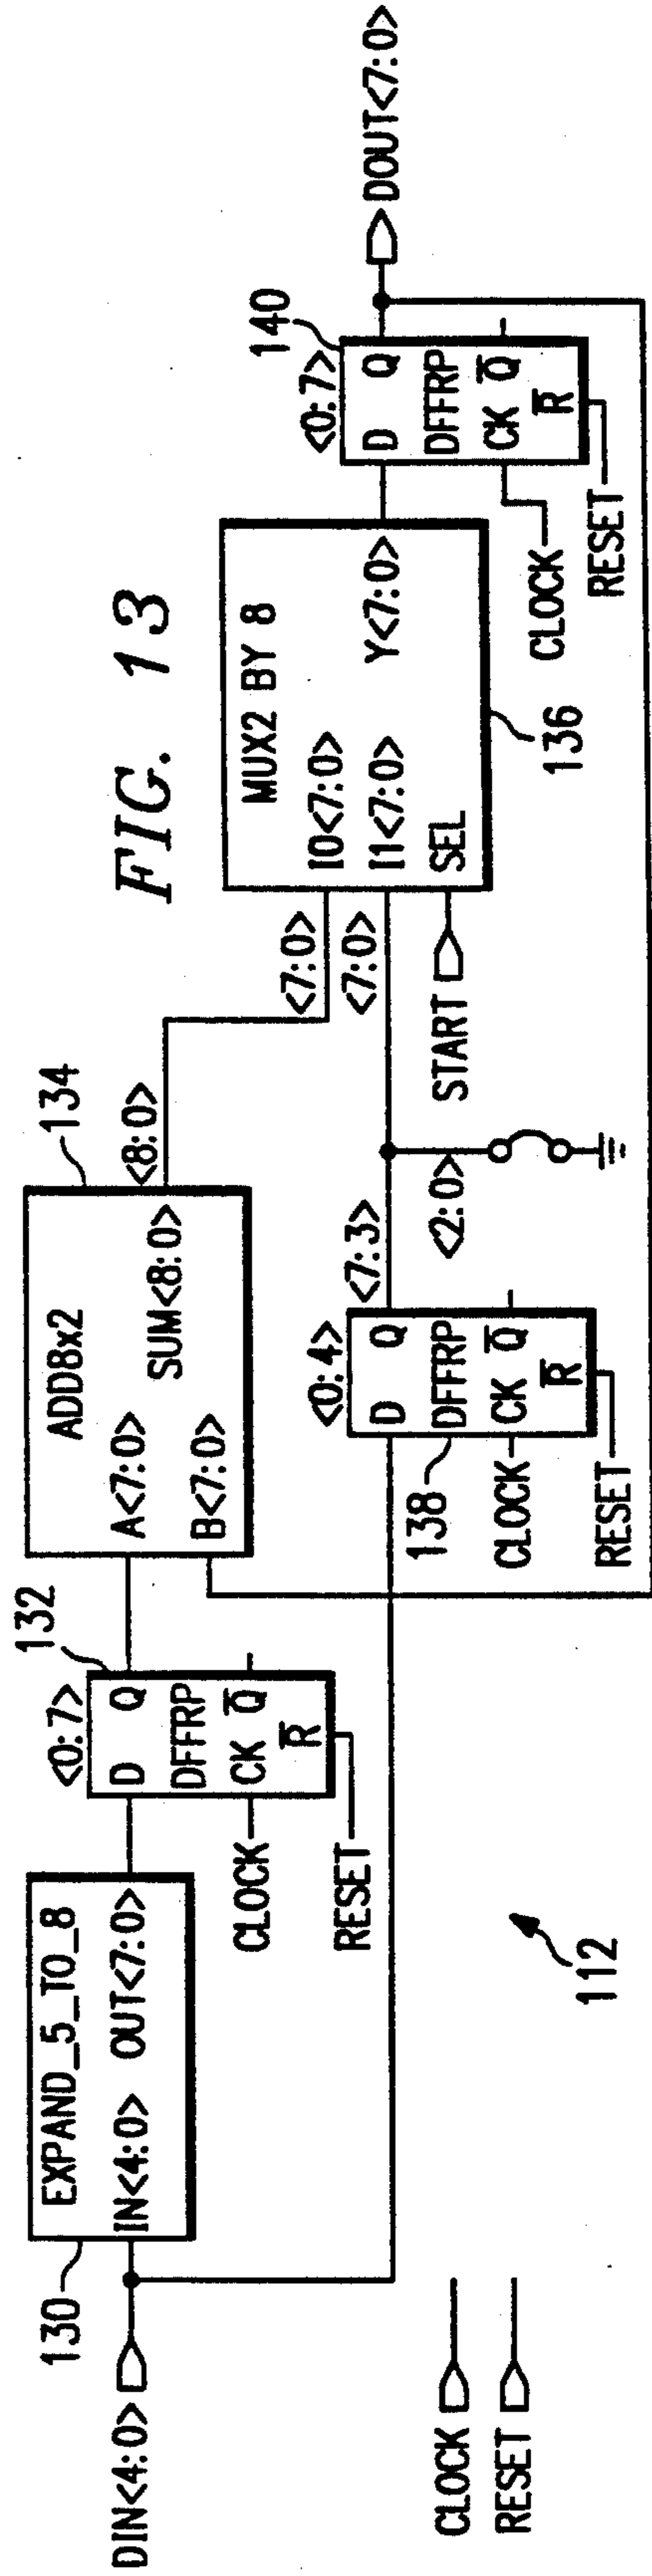 FIG. 13
DIN<4:0>
130
EXPAND_5_TO_8
IN<4:0> OUT<7:0>
<0:7>
132
D Q
DFFRP
CK Q̅
R̅
CLOCK
RESET
134
ADD8x2
A<7:0>
SUM<8:0>
B<7:0>
<8:0>
<7:0>
<7:0>
<0:4>
138
D Q
DFFRP
CK Q̅
R̅
CLOCK
RESET
<7:3>
<2:0>
START
MUX2 BY 8
I0<7:0>
I1<7:0> Y<7:0>
SEL
136
<0:7>
140
D Q
DFFRP
CK Q̅
R̅
CLOCK
RESET
DOUT<7:0>
CLOCK
RESET
112